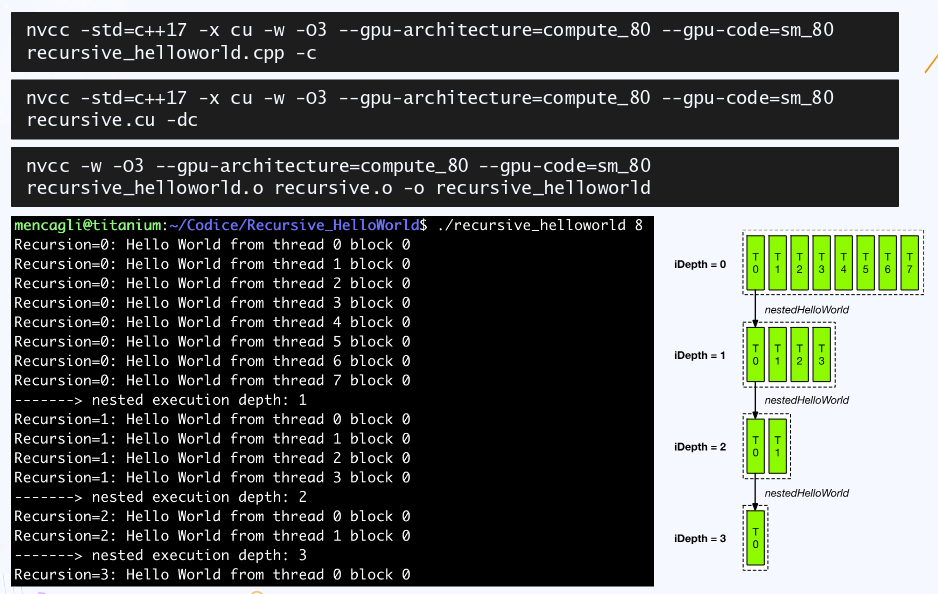 nvcc -std=c++17 -x cu -w -O3 --gpu-architecture=compute_80 --gpu-code=sm_80
recursive_helloworld.cpp -c
nvcc -std=c++17 -x cu -w -O3 --gpu-architecture=compute_80 --gpu-code=sm_80
recursive.cu -dc
nvcc -w -O3 --gpu-architecture=compute_80 --gpu-code=sm_80
recursive_helloworld.o recursive.o -o recursive_helloworld
mencagli@titanium:~/Codice/Recursive_HelloWorld$ ./recursive_helloworld 8
Recursion=0: Hello World from thread 0 block 0
Recursion=0: Hello World from thread 1 block 0
Recursion=0: Hello World from thread 2 block 0
Recursion=0: Hello World from thread 3 block 0
Recursion=0: Hello World from thread 4 block 0
Recursion=0: Hello World from thread 5 block 0
Recursion=0: Hello World from thread 6 block 0
Recursion=0: Hello World from thread 7 block 0
-------> nested execution depth: 1
Recursion=1: Hello World from thread 0 block 0
Recursion=1: Hello World from thread 1 block 0
Recursion=1: Hello World from thread 2 block 0
Recursion=1: Hello World from thread 3 block 0
-------> nested execution depth: 2
Recursion=2: Hello World from thread 0 block 0
Recursion=2: Hello World from thread 1 block 0
-------> nested execution depth: 3
Recursion=3: Hello World from thread 0 block 0
iDepth = 0
T T T T T T T T
0 1 2 3 4 5 6 7
nestedHelloWorld
iDepth = 1
T T T T
0 1 2 3
nestedHelloWorld
iDepth = 2
T T
0 1
nestedHelloWorld
iDepth = 3
T
0